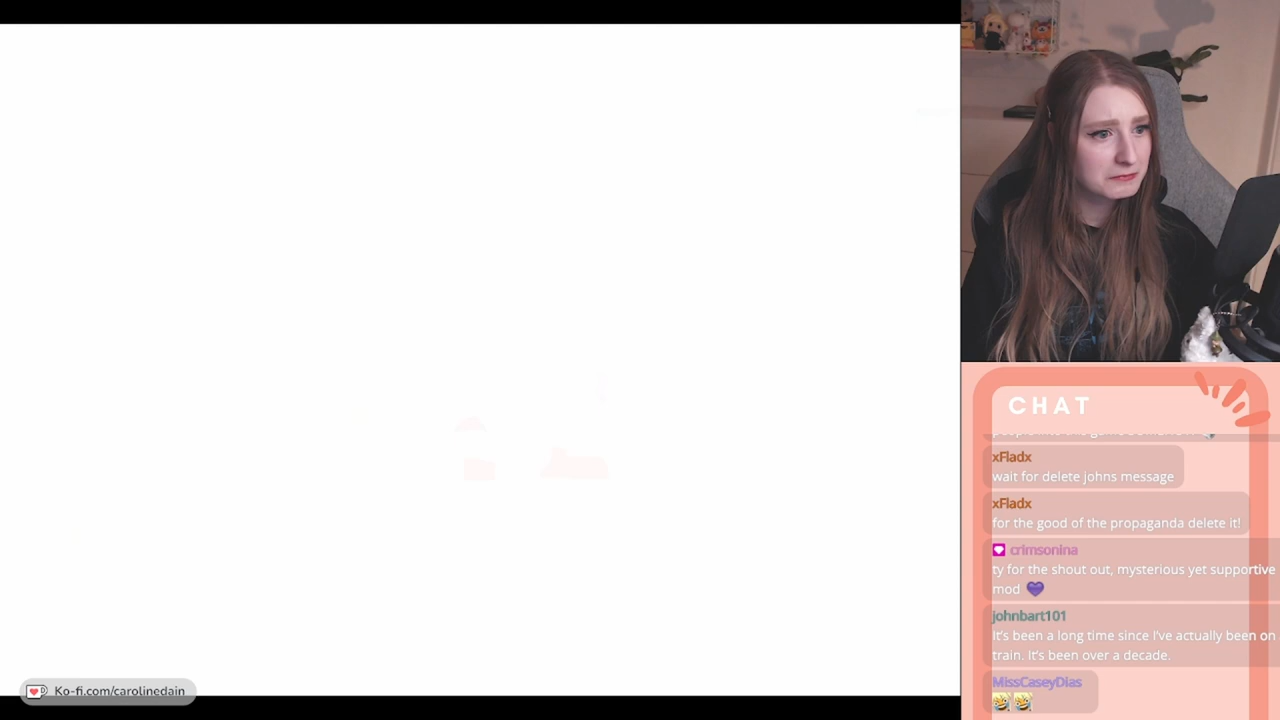 CHAT
xFladx
wait for delete johns message
xFladx
for the good of the propaganda delete it!
crimsonina
ty for the shout out, mysterious yet supportive
mod 💜
johnbart101
It's been a long time since I've actually been on
train. It's been over a decade.
MissCaseyDias
Ko-fi.com/carolinedain